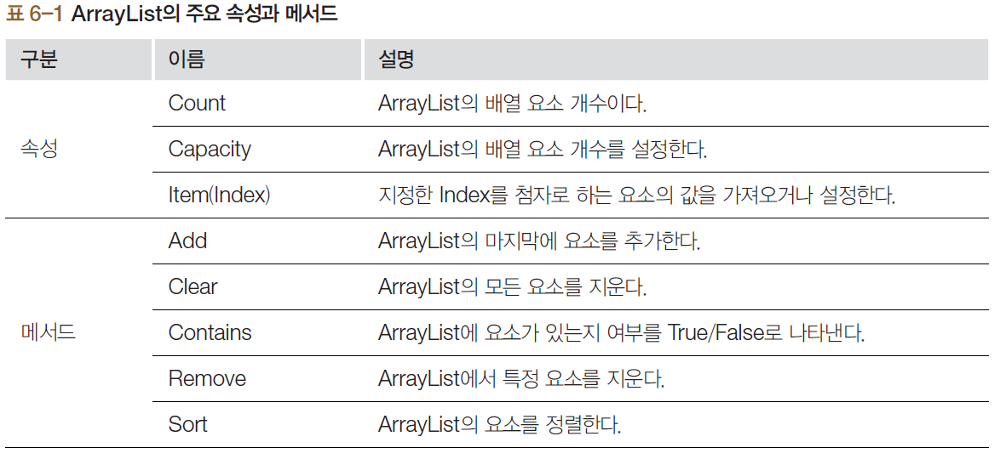 표 6-1 ArrayList의 주요 속성과 메서드
구분 이름 설명
속성
Count ArrayList의 배열 요소 개수이다.
Capacity ArrayList의 배열 요소 개수를 설정한다.
Item(Index) 지정한 Index를 첨자로 하는 요소의 값을 가져오거나 설정한다.
메서드
Add ArrayList의 마지막에 요소를 추가한다.
Clear ArrayList의 모든 요소를 지운다.
Contains ArrayList에 요소가 있는지 여부를 True/False로 나타낸다.
Remove ArrayList에서 특정 요소를 지운다.
Sort ArrayList의 요소를 정렬한다.